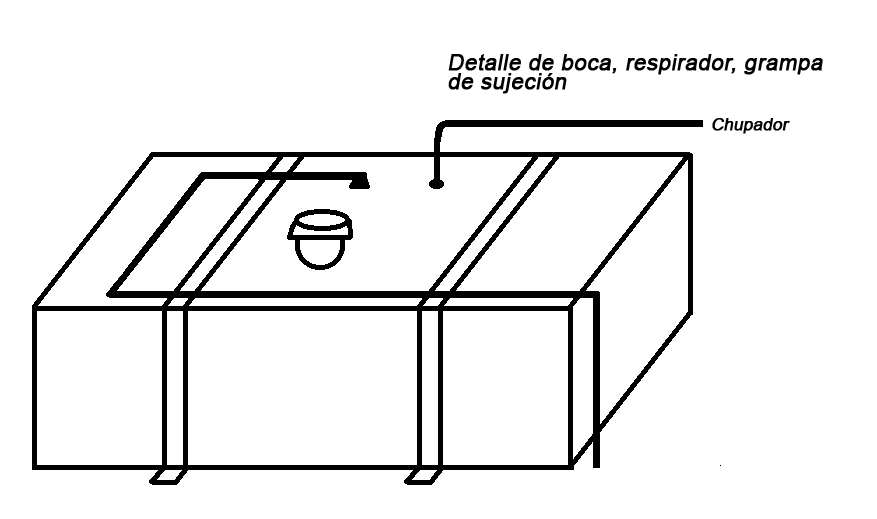 Detalle de boca, respirador, grampa
de sujeción
Chupador